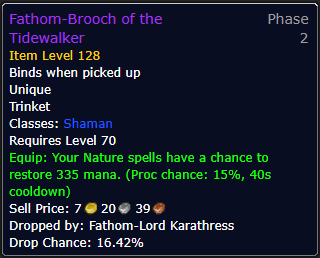 Fathom-Brooch of the Phase
Tidewalker 2
Item Level 128
Binds when picked up
Unique
Trinket
Classes: Shaman
Requires Level 70
Equip: Your Nature spells have a chance to
restore 335 mana. (Proc chance: 15%, 40s
cooldown)
Sell Price: 7 20 39
Dropped by: Fathom-Lord Karathress
Drop Chance: 16.42%